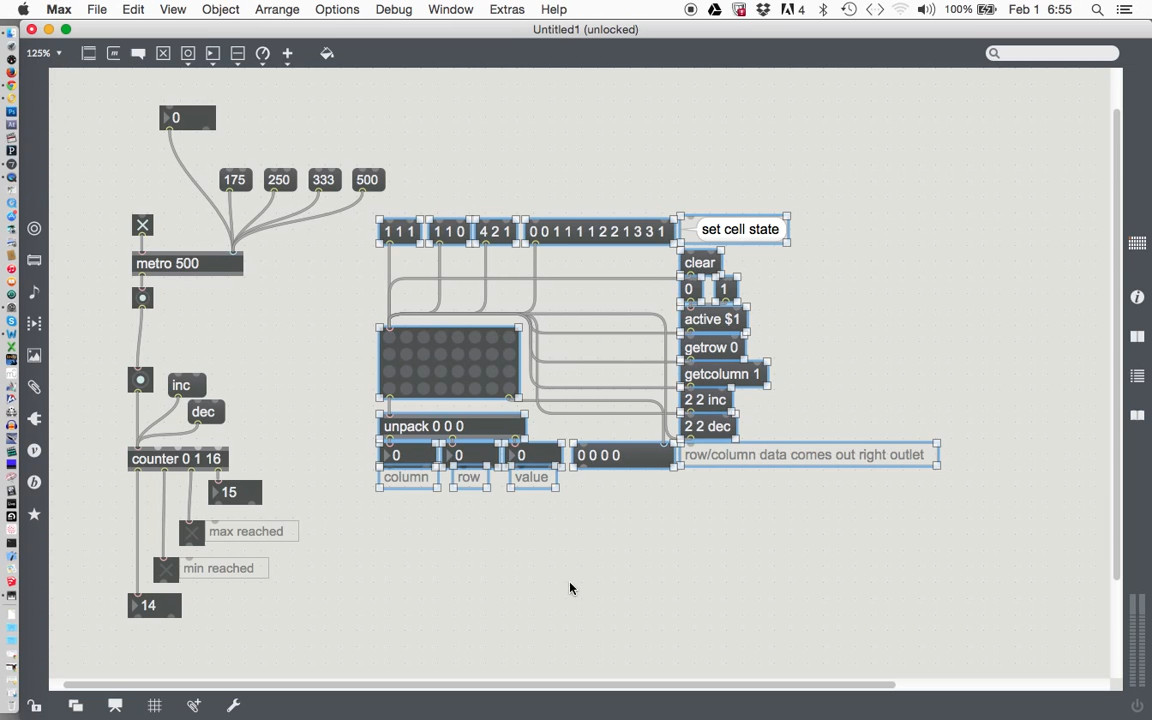 Max File Edit View Object Arrange Options Debug Window Extras Help 4 100% Feb 1 6:55
Untitled1 (unlocked)
125%
0
175 250 333 500
metro 500
inc
dec
counter 0 1 16
15
max reached
min reached
14
1 1 1 1 1 0 4 2 1 0 0 1 1 1 1 2 2 1 3 3 1 set cell state
clear
0 1
active $1
getrow 0
getcolumn 1
2 2 inc
2 2 dec
unpack 0 0 0
0 0 0 0 0 0 0 row/column data comes out right outlet
column row value